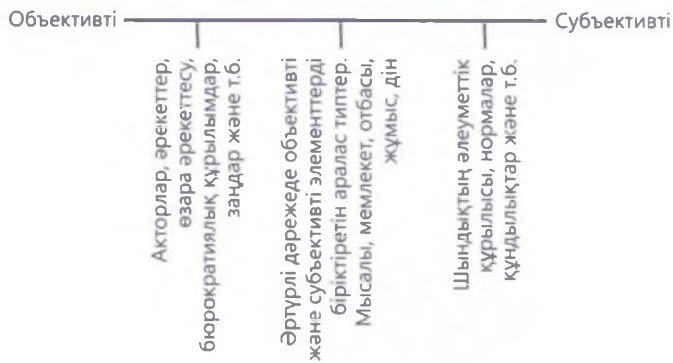 Объективті
Субъективті
Акторлар, әрекеттер,
өзара әрекеттесу,
бюрократиялық құрылымдар,
заңдар және т.б.
Әртүрлі дәрежеде объективті
және субъективті элементтерді
біріктіретін аралас типтер.
Мысалы, мемлекет, отбасы,
жұмыс, дін
Шындықтың әлеуметтік
құрылысы, нормалар,
құндылықтар және т.б.